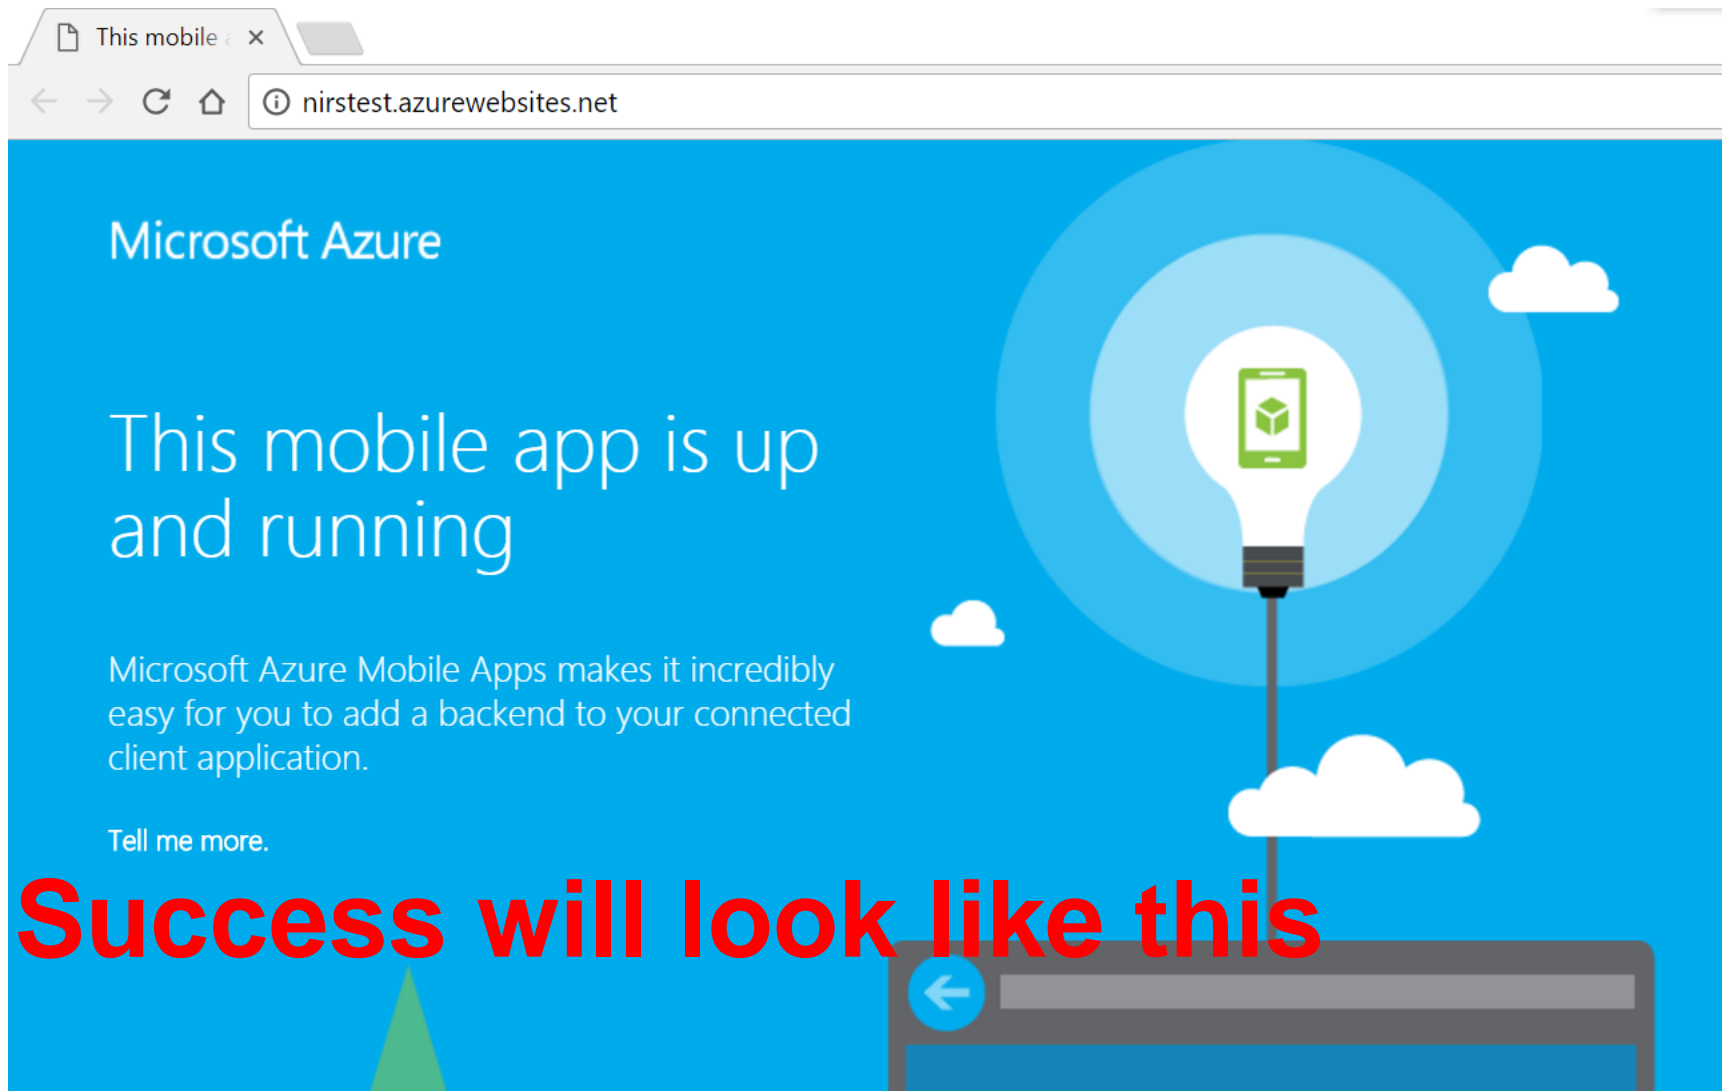 This mobile
nirstest.azurewebsites.net
Microsoft Azure
This mobile app is up
and running
Microsoft Azure Mobile Apps makes it incredibly
easy for you to add a backend to your connected
client application.
Tell me more.
Success will look like this